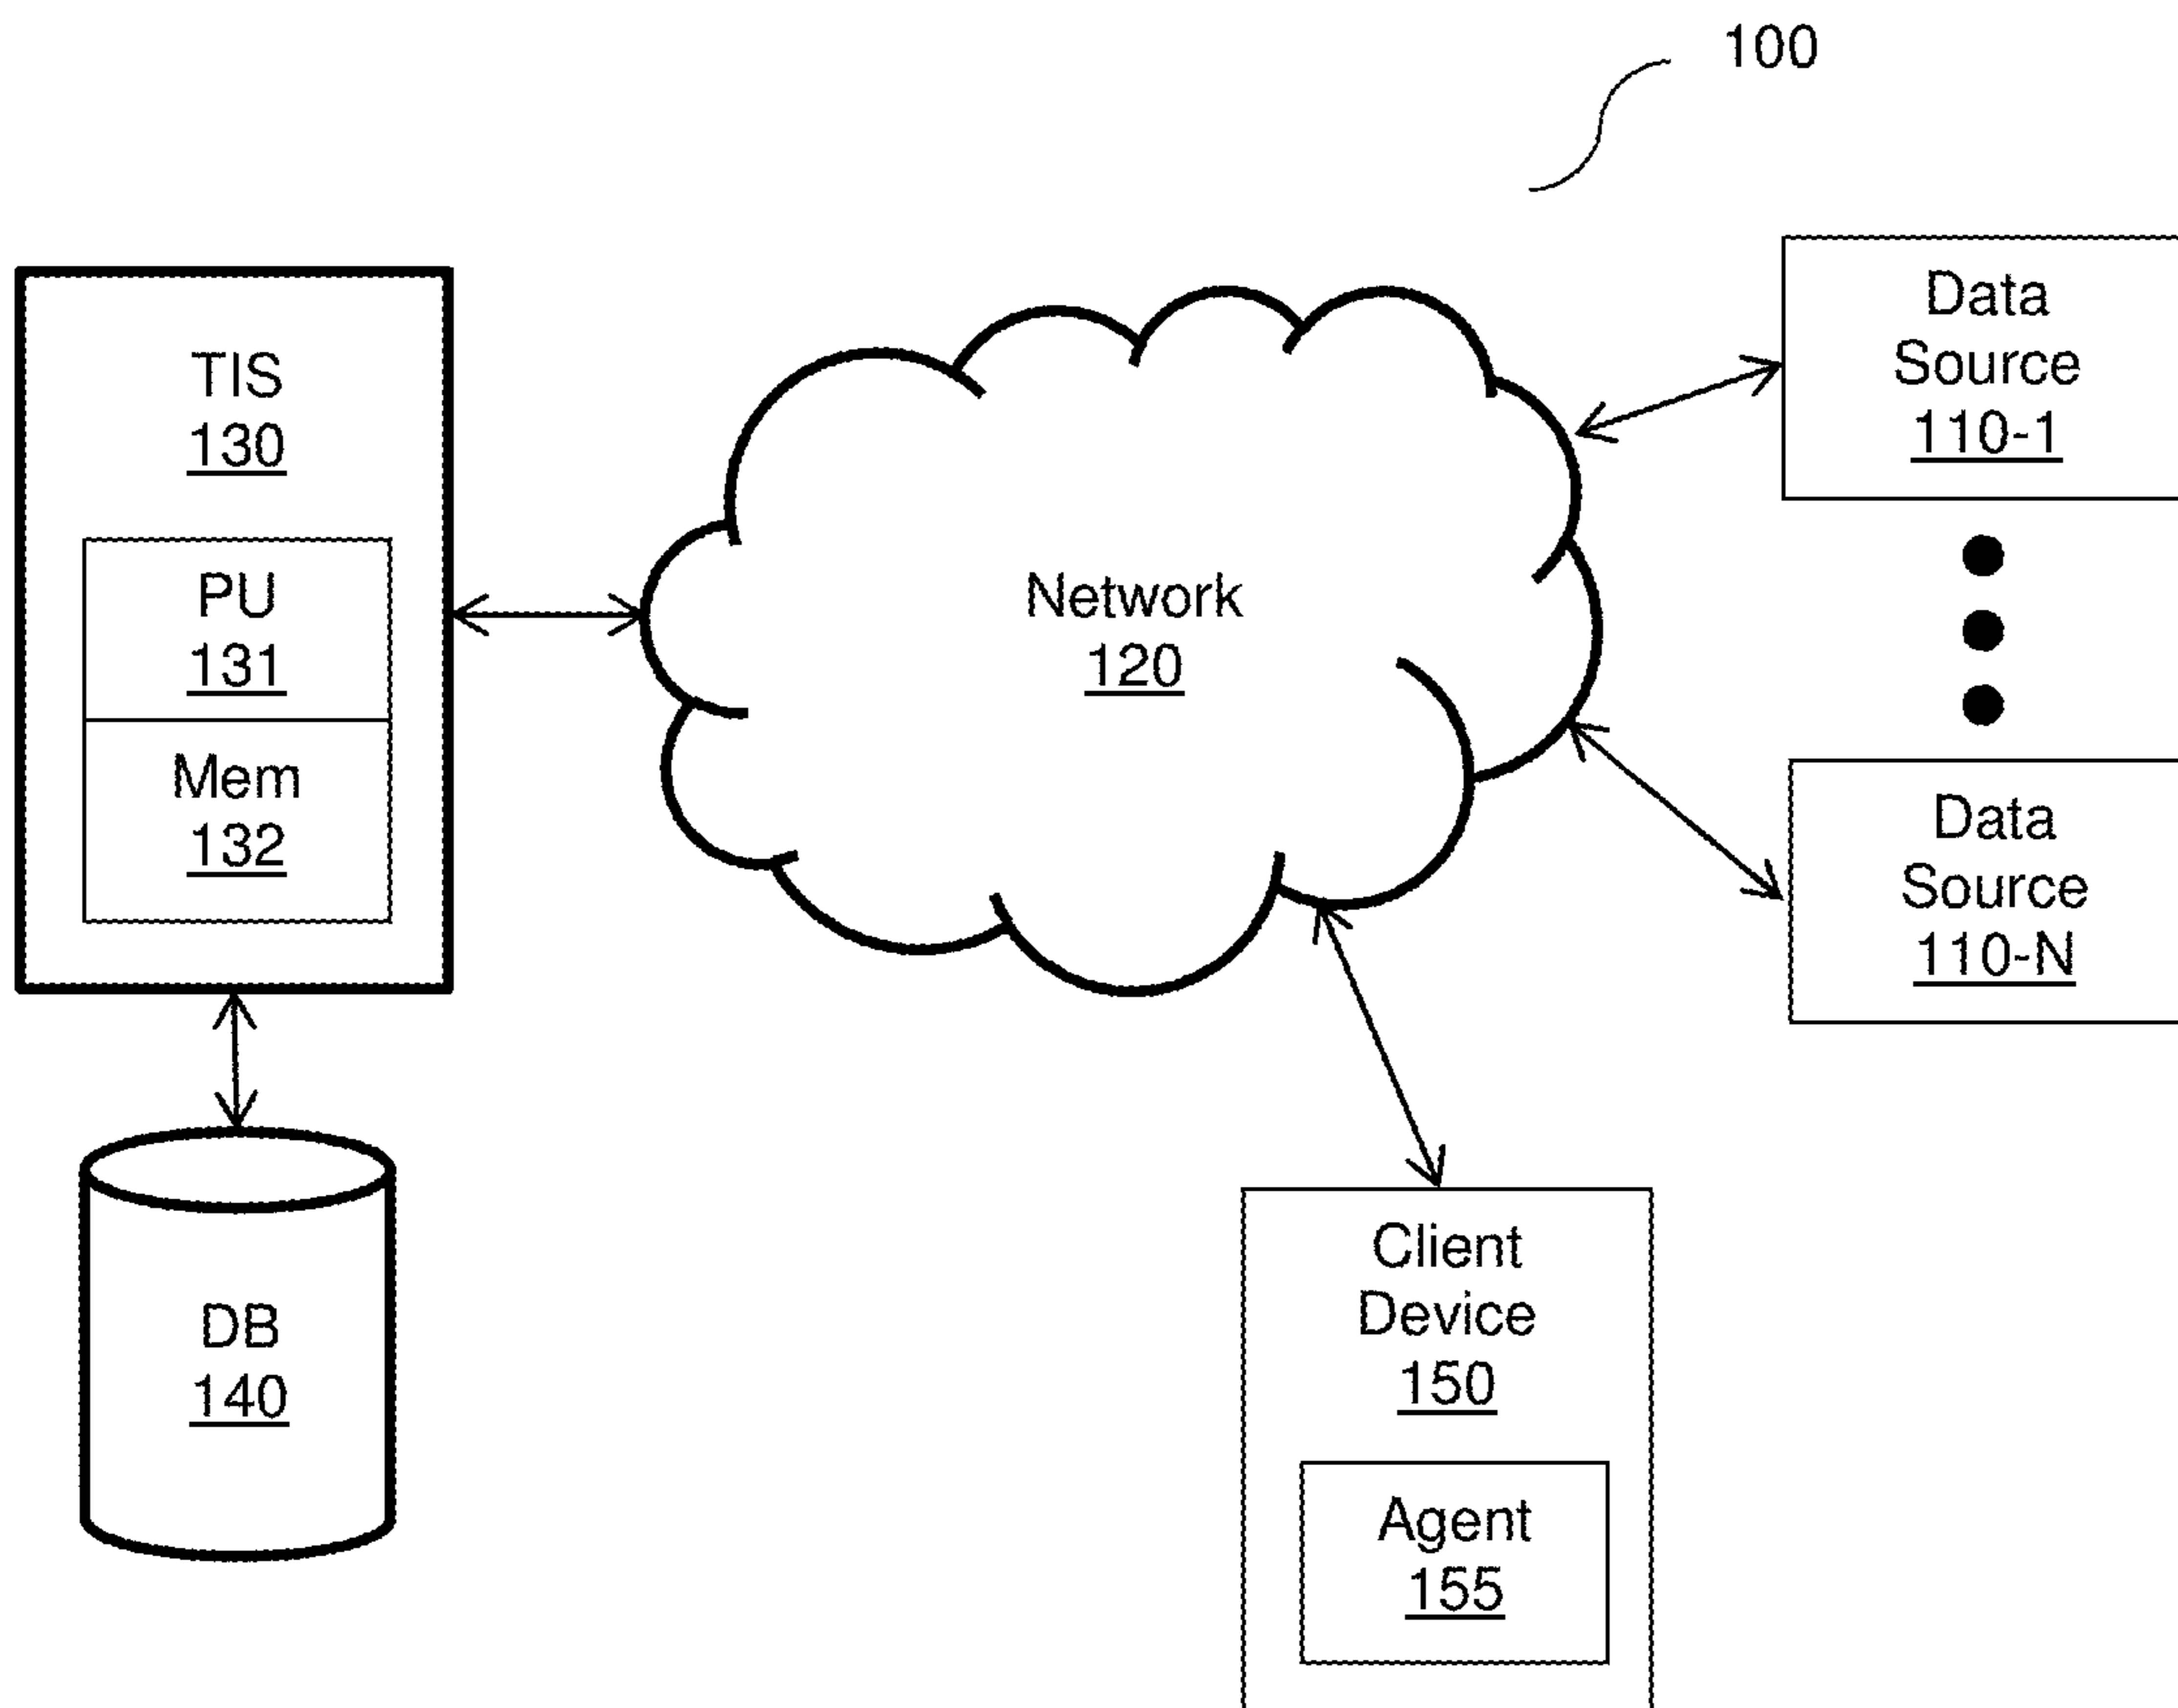 100
TIS
130
PU
131
Mem
132
Network
120
Data
Source
110-1
Data
Source
110-N
DB
140
Client
Device
150
Agent
155